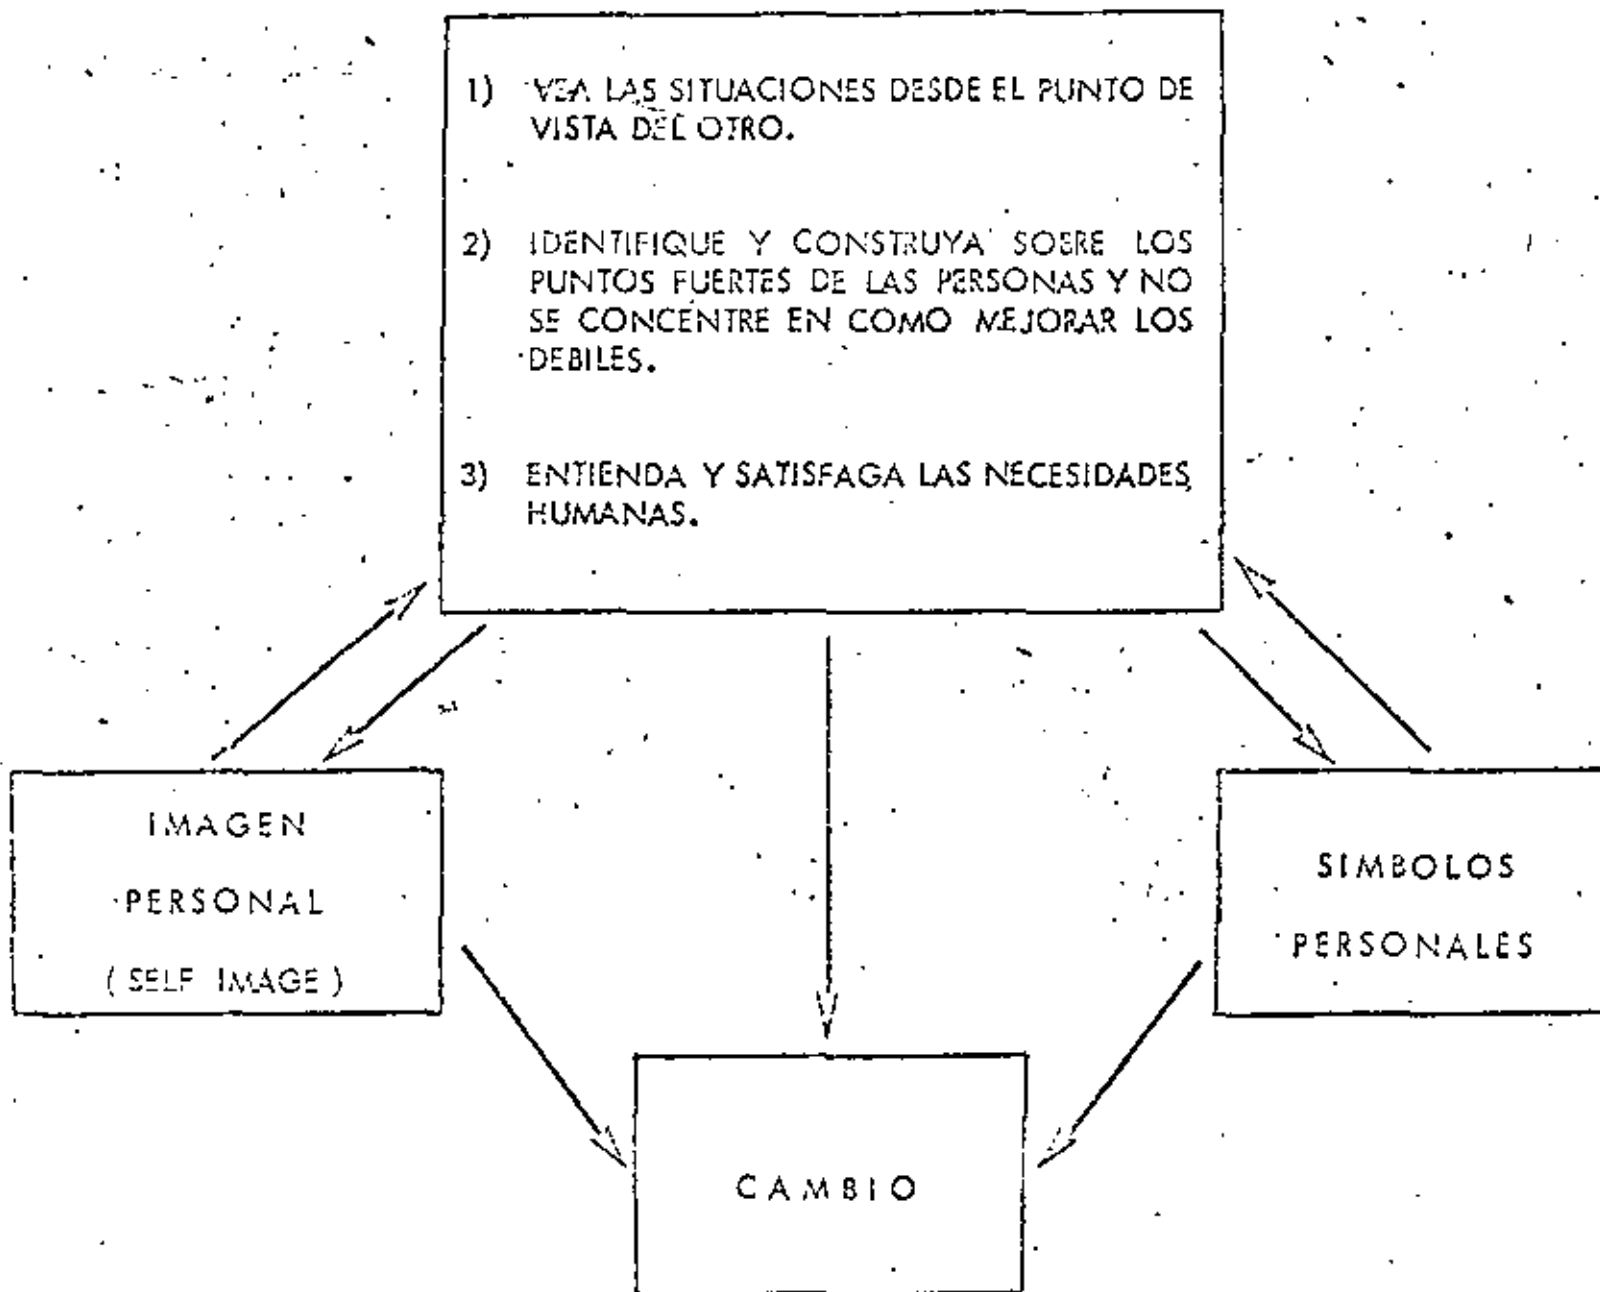 1) VEA LAS SITUACIONES DESDE EL PUNTO DE
VISTA DEL OTRO.
2) IDENTIFIQUE Y CONSTRUYA SOBRE LOS
PUNTOS FUERTES DE LAS PERSONAS Y NO
SE CONCENTRE EN COMO MEJORAR LOS
DEBILES.
3) ENTIENDA Y SATISFAGA LAS NECESIDADES
HUMANAS.
IMAGEN
PERSONAL
( SELF IMAGE )
SIMBOLOS
PERSONALES
CAMBIO